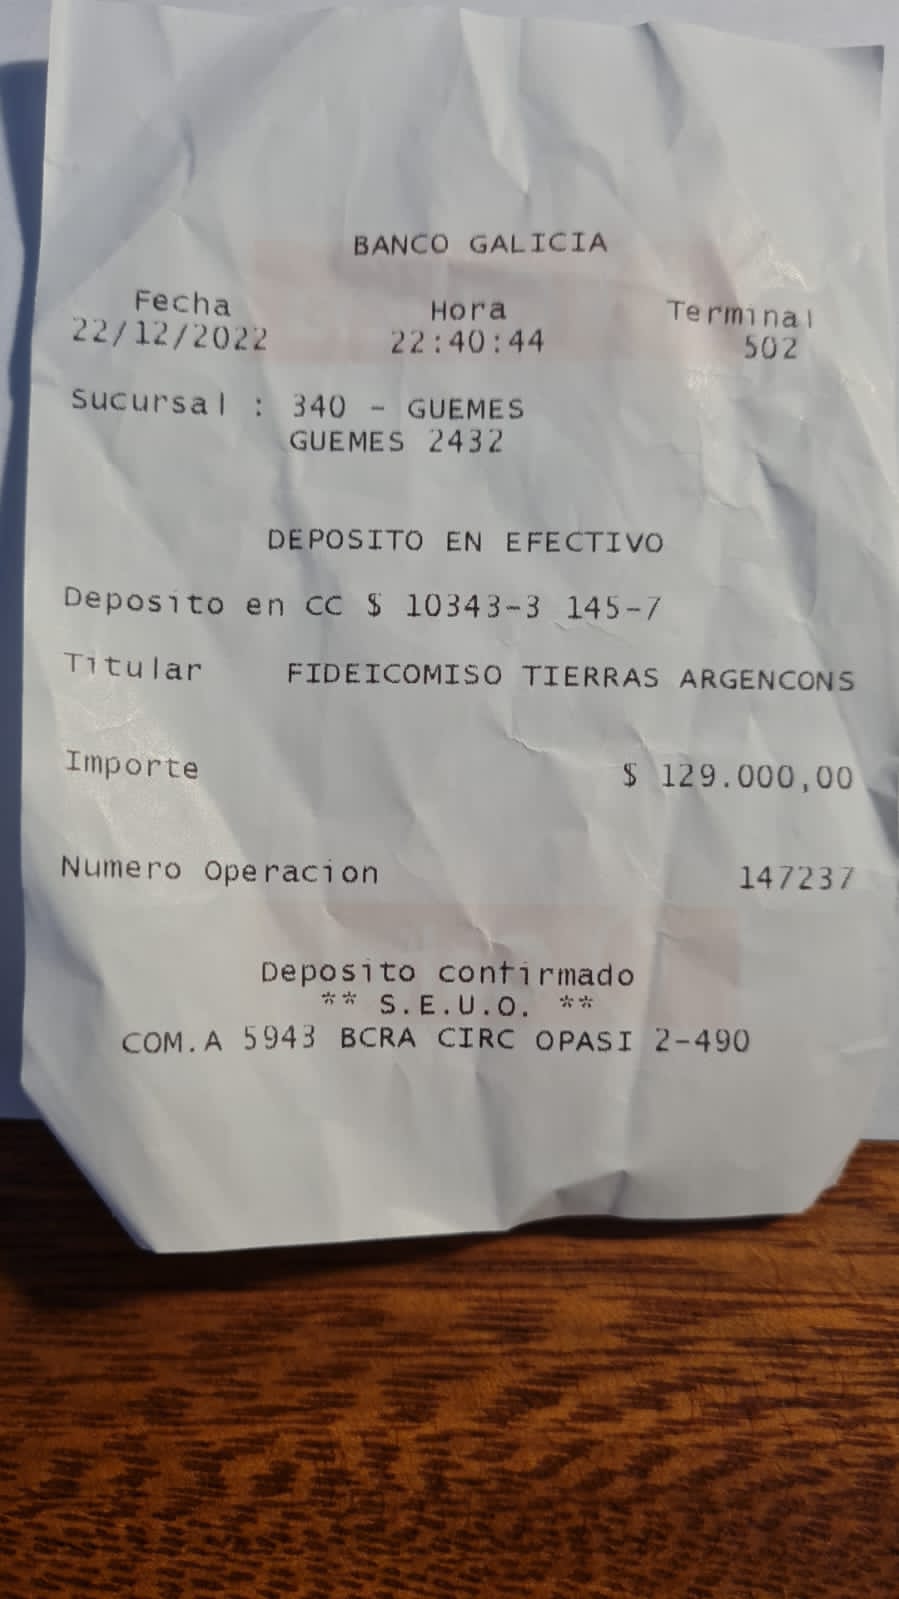 BANCO GALICIA
Fecha Hora Terminal
22/12/2022 22:40:44 502
Sucursal : 340 - GUEMES
GUEMES 2432
DEPOSITO EN EFECTIVO
Deposito en CC $ 10343-3 145-7
Titular FIDEICOMISO TIERRAS ARGENCONS
Importe $ 129.000,00
Numero Operacion 147237
Deposito confirmado
** S.E.U.O. **
COM.A 5943 BCRA CIRC OPASI 2-490